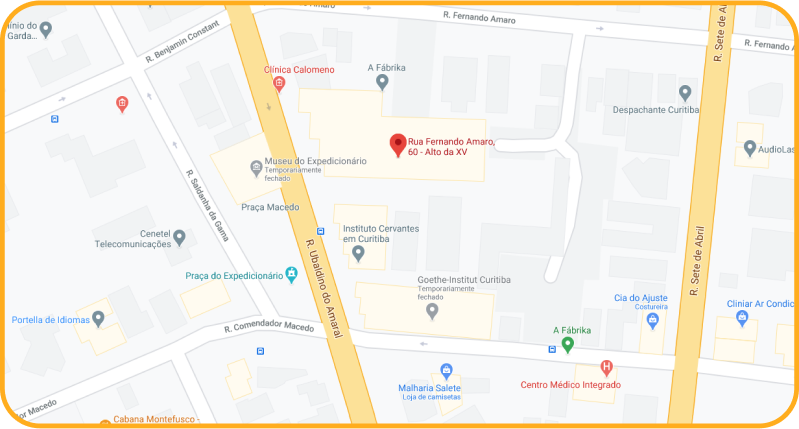 Amaro
R. Fernando Amaro
R. Sete de Abril
ínio do
Garda...
R. Benjamin Constant
R. Fernando A
Clínica Calomeno
A Fábrika
Despachante Curitiba
Rua Fernando Amaro,
60 - Alto da XV
AudioLas
Museu do Expedicionário
Temporariamente
fechado
R. Saldanha da Gama
Praça Macedo
Cenetel
Telecomunicações
Instituto Cervantes
em Curitiba
R. Ubaldino do Amaral
R. Sete de Abril
Praça do Expedicionário
Goethe-Institut Curitiba
Temporariamente
fechado
Cia do Ajuste
Costureira
Cliniar Ar Condic
Portella de Idiomas
R. Comendador Macedo
A Fábrika
Malharia Salete
Loja de camisetas
Centro Médico Integrado
H
dor Macedo
Cabana Montefusco -